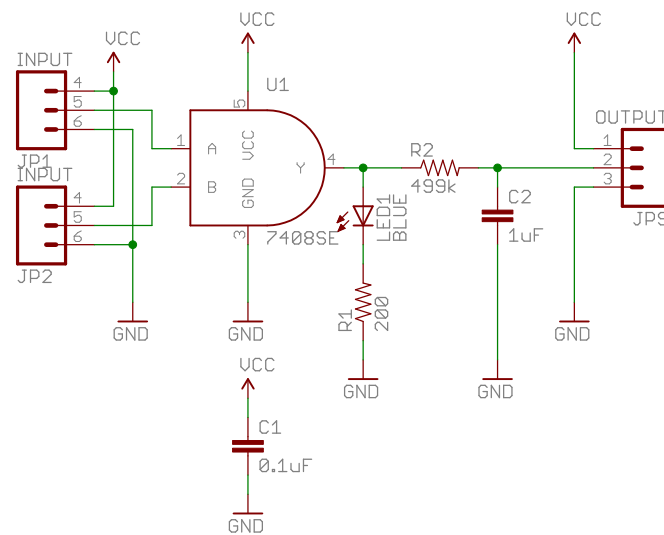 VCC
VCC
VCC
INPUT
4
5
6
JP1
INPUT
4
5
6
JP2
GND
U1
5
VCC
1
A
2
B
GND
3
Y
4
7408SE
GND
R2
499k
LED1
BLUE
R1
200
GND
C2
1uF
GND
OUTPUT
1
2
3
JP9
GND
VCC
C1
0.1uF
GND